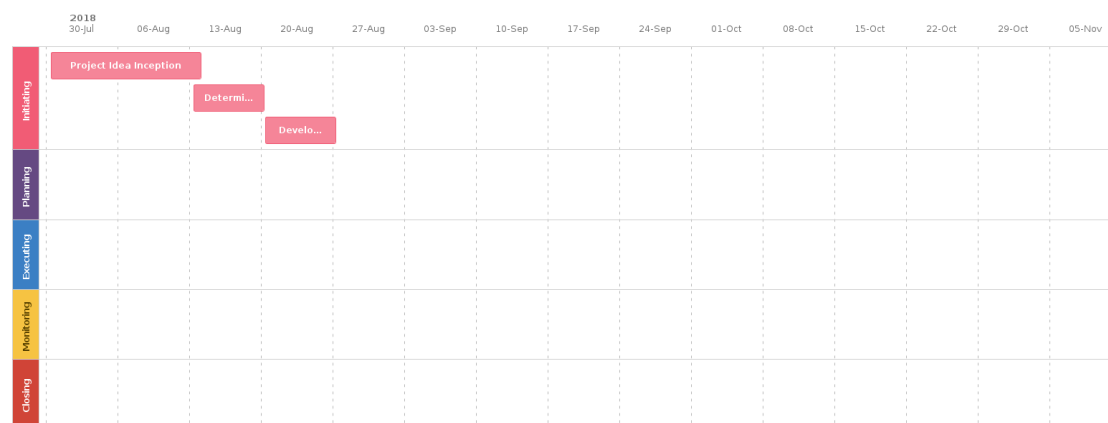 2018
30-Jul 06-Aug 13-Aug 20-Aug 27-Aug 03-Sep 10-Sep 17-Sep 24-Sep 01-Oct 08-Oct 15-Oct 22-Oct 29-Oct 05-Nov
Initiating
Project Idea Inception
Determi...
Develo...
Planning
Executing
Monitoring
Closing